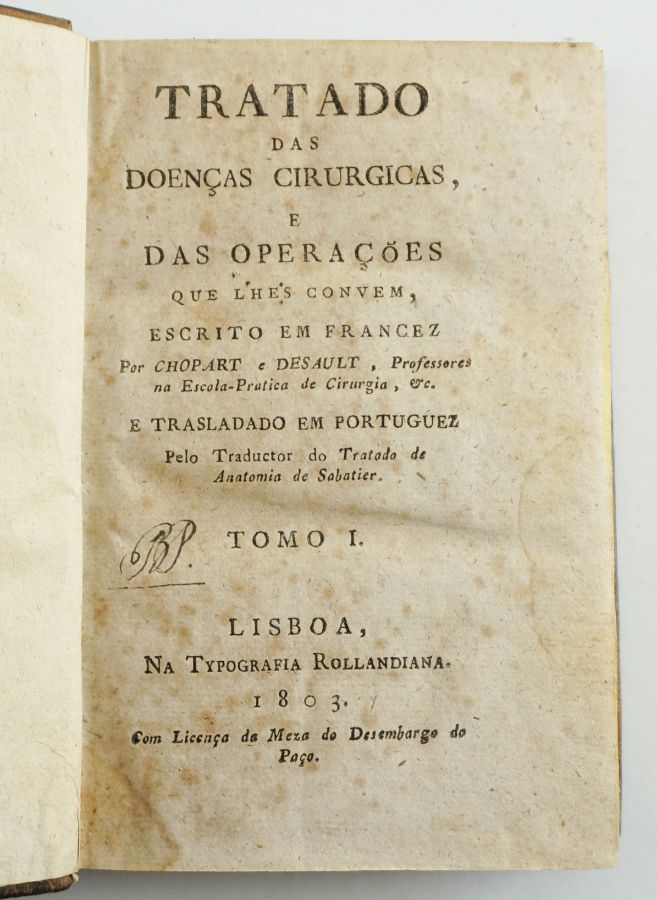 TRATADO
DAS
DOENÇAS CIRURGICAS,
E
DAS OPERAÇÕES
QUE LHES CONVEM,
ESCRITO EM FRANCEZ
Por CHOPART e DESAULT, Professores
na Escola-Pratica de Cirurgia, &c.
E TRASLADADO EM PORTUGUEZ
Pelo Traductor do Tratado de
Anatomia de Sabatier.
TOMO I.
LISBOA,
NA TYPOGRAFIA ROLLANDIANA.
1803.
Com Licença da Meza do Desembargo do
Paço.